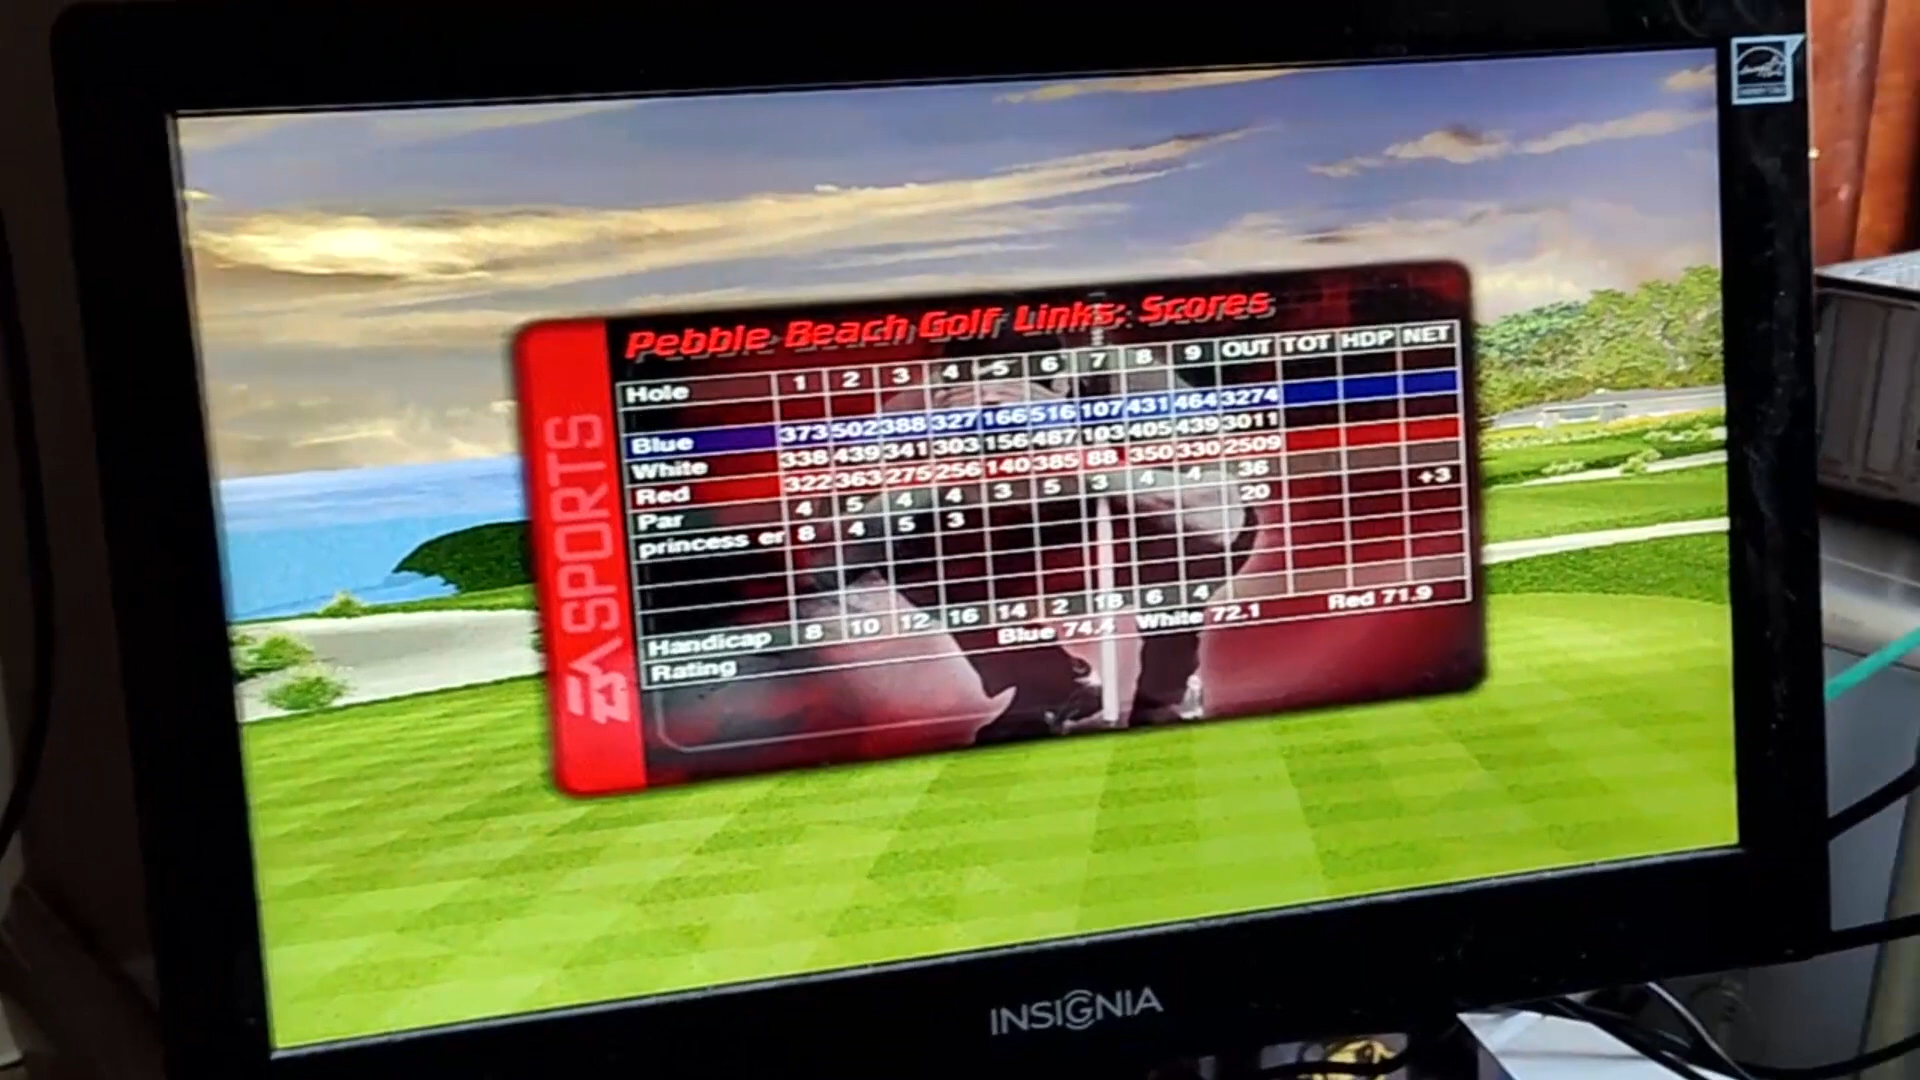 Pebble Beach Golf Links: Scores
Hole 1 2 3 4 5 6 7 8 9 OUT TOT HDP NET
Blue 373 502 388 327 166 516 107 431 464 3274
White 338 439 341 303 156 487 103 405 439 3011
Red 322 363 275 256 140 385 88 350 330 2509
Par 4 5 4 4 3 5 3 4 4 36
princess er 8 4 5 3 20 +3
Handicap 8 10 12 16 14 2 18 6 4
Rating Blue 74.4 White 72.1 Red 71.9
EA SPORTS
INSIGNIA